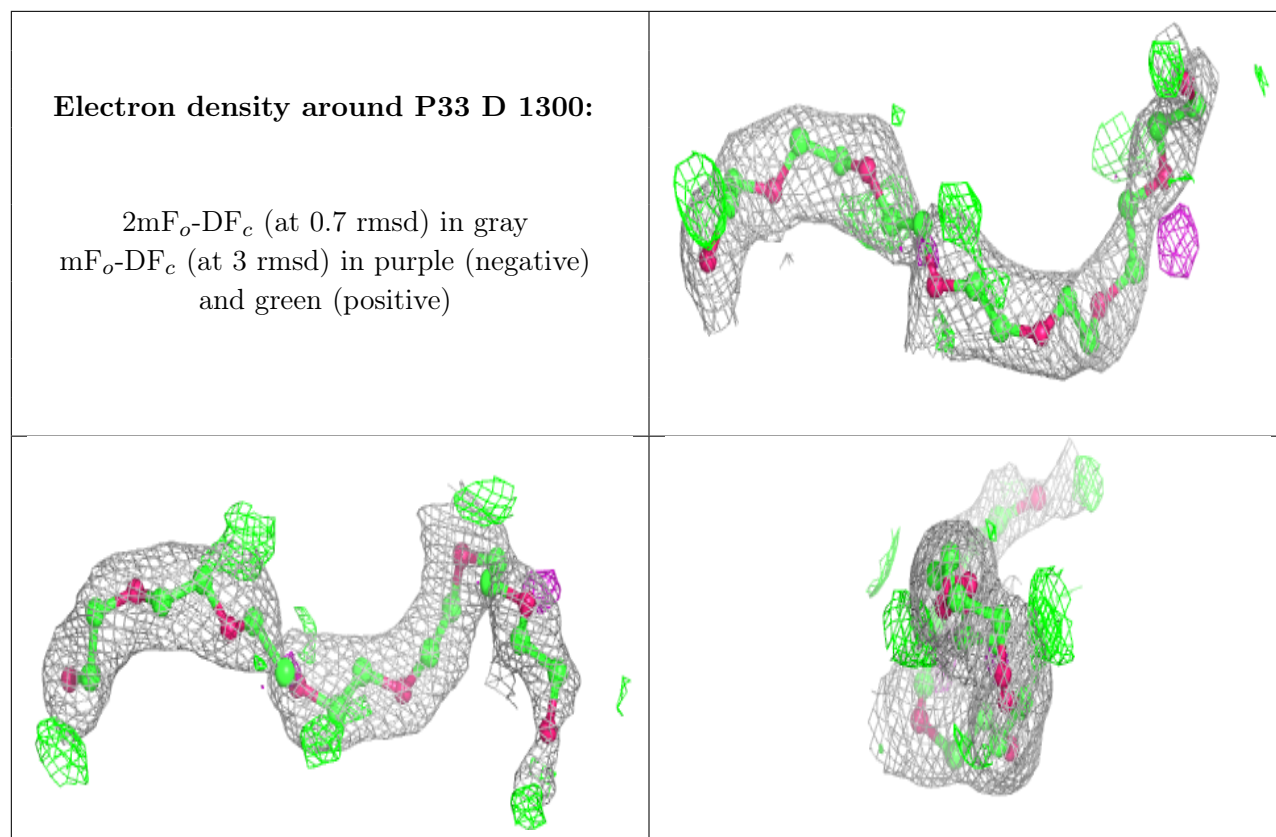 Electron density around P33 D 1300:
2mFₒ-DF𝒸 (at 0.7 rmsd) in gray
mFₒ-DF𝒸 (at 3 rmsd) in purple (negative)
and green (positive)